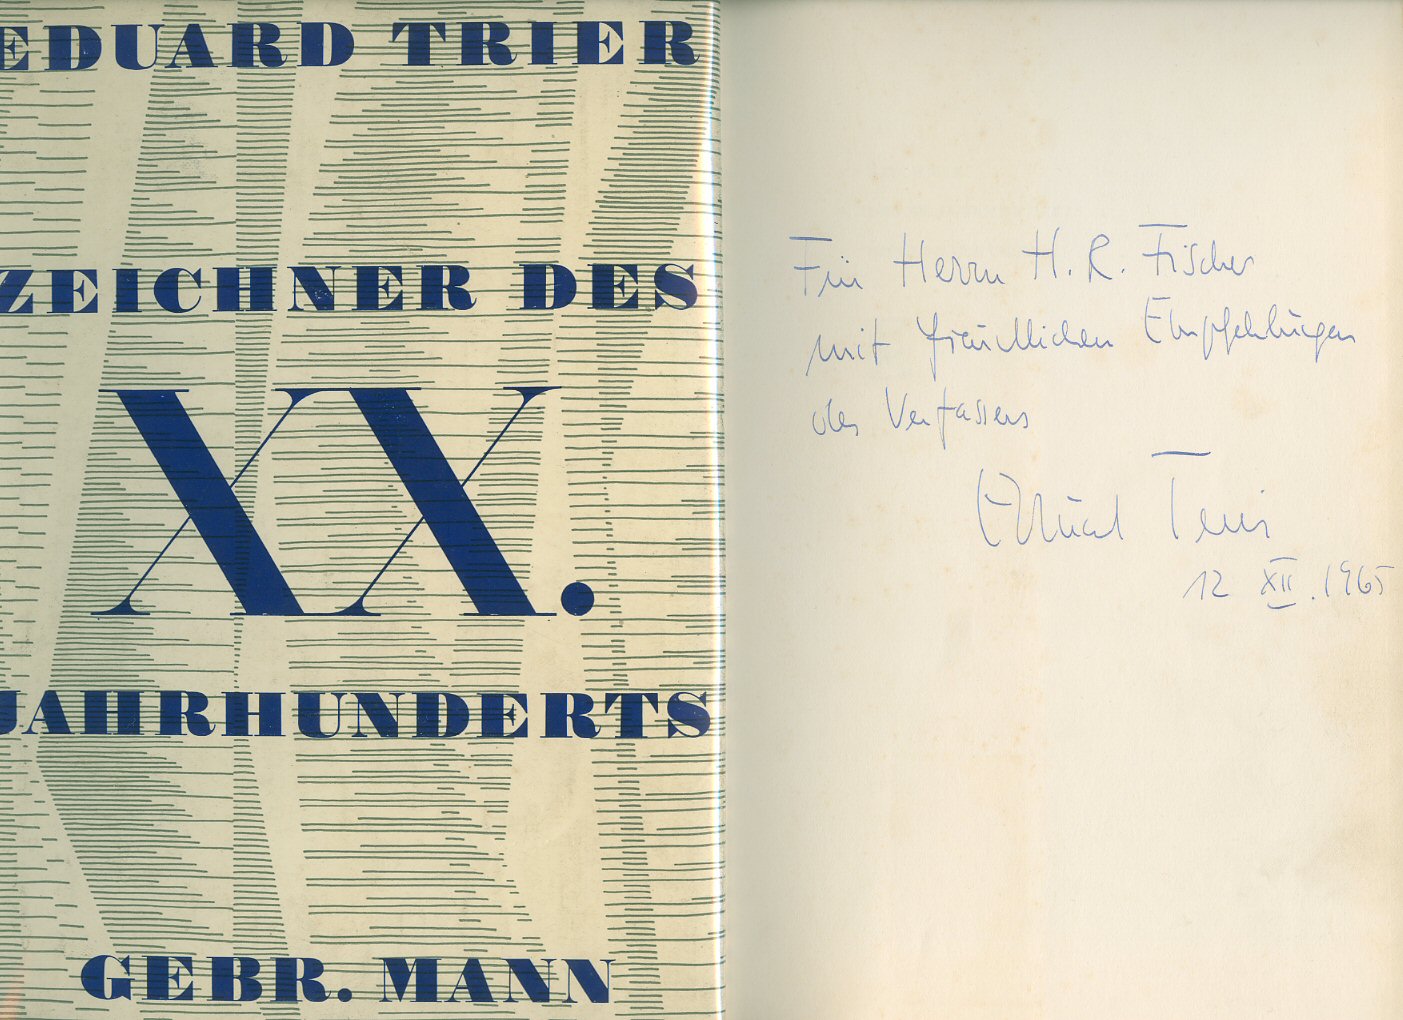 EDUARD TRIER
ZEICHNER DES
XX.
JAHRHUNDERTS
GEBR. MANN
Für Herrn H. R. Fischer
mit freundlichen Empfehlungen
des Verfassers
Eduard Trier
12 XII. 1965